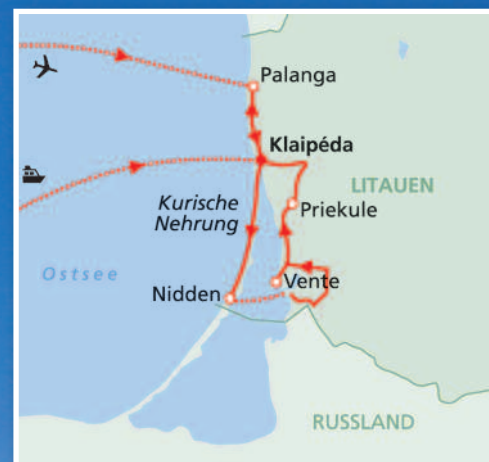 Palanga
Klaipéda
LITAUEN
Kurische
Nehrung
Priekule
Ostsee
Vente
Nidden
RUSSLAND